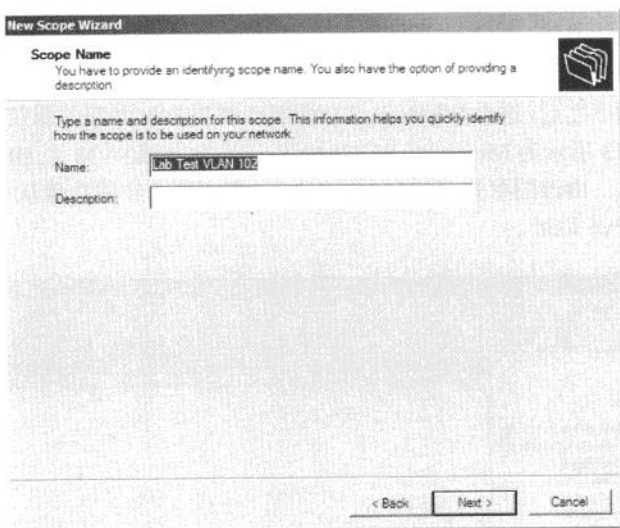 New Scope Wizard
Scope Name
You have to provide an identifying scope name. You also have the option of providing a
description.
Type a name and description for this scope. This information helps you quickly identify
how the scope is to be used on your network.
Name:
Lab Test VLAN 102
Description:
< Back
Next >
Cancel